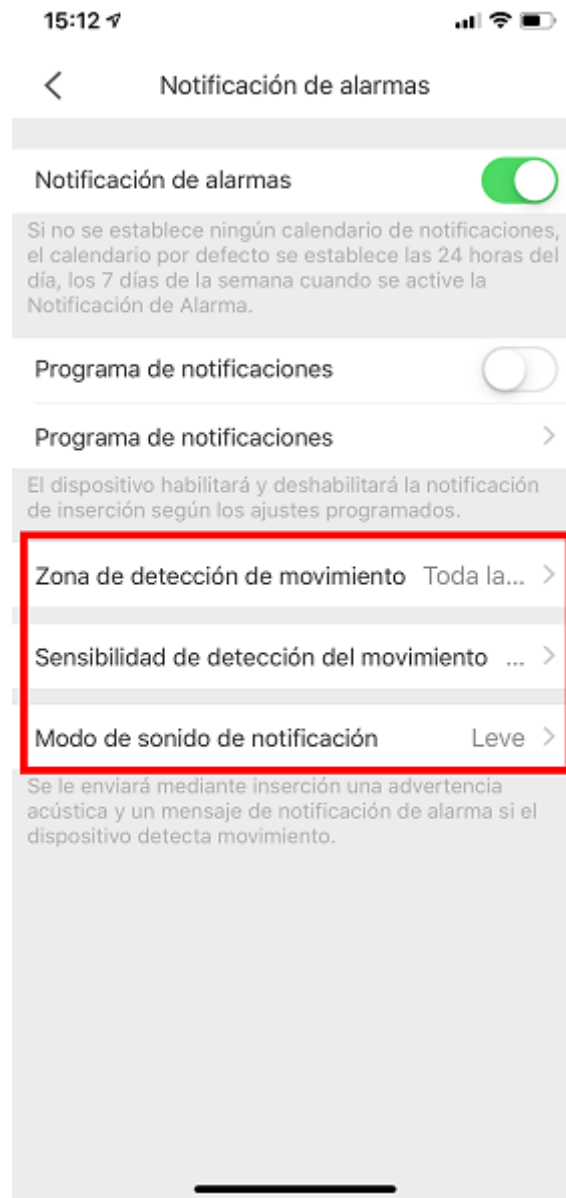 15:12
Notificación de alarmas
Notificación de alarmas
Si no se establece ningún calendario de notificaciones,
el calendario por defecto se establece las 24 horas del
día, los 7 días de la semana cuando se active la
Notificación de Alarma.
Programa de notificaciones
Programa de notificaciones
El dispositivo habilitará y deshabilitará la notificación
de inserción según los ajustes programados.
Zona de detección de movimiento Toda la...
Sensibilidad de detección del movimiento ...
Modo de sonido de notificación Leve
Se le enviará mediante inserción una advertencia
acústica y un mensaje de notificación de alarma si el
dispositivo detecta movimiento.